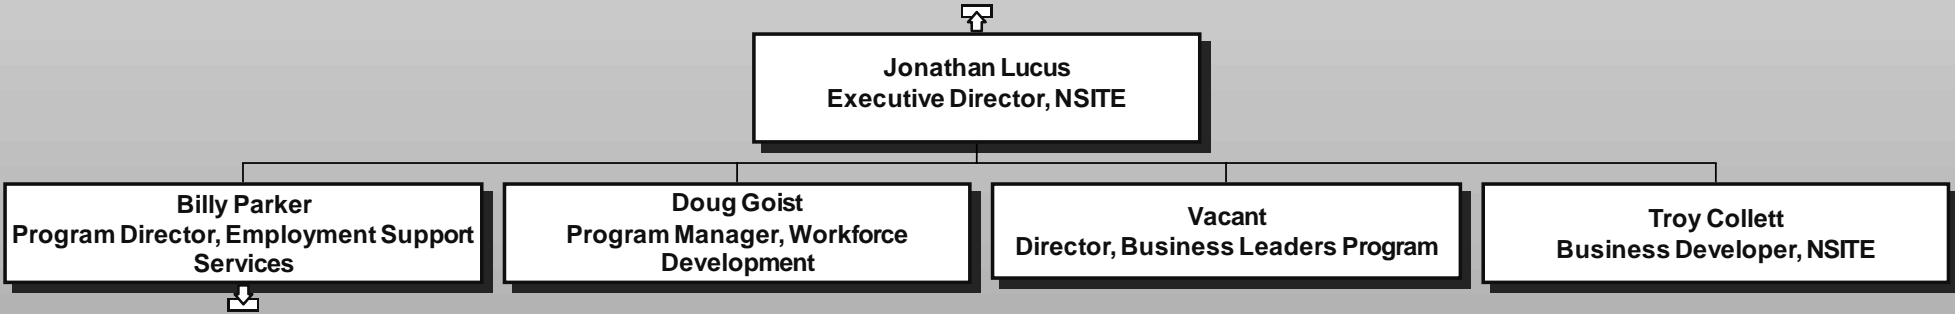 Jonathan Lucus
Executive Director, NSITE
Billy Parker
Program Director, Employment Support
Services
Doug Goist
Program Manager, Workforce
Development
Vacant
Director, Business Leaders Program
Troy Collett
Business Developer, NSITE